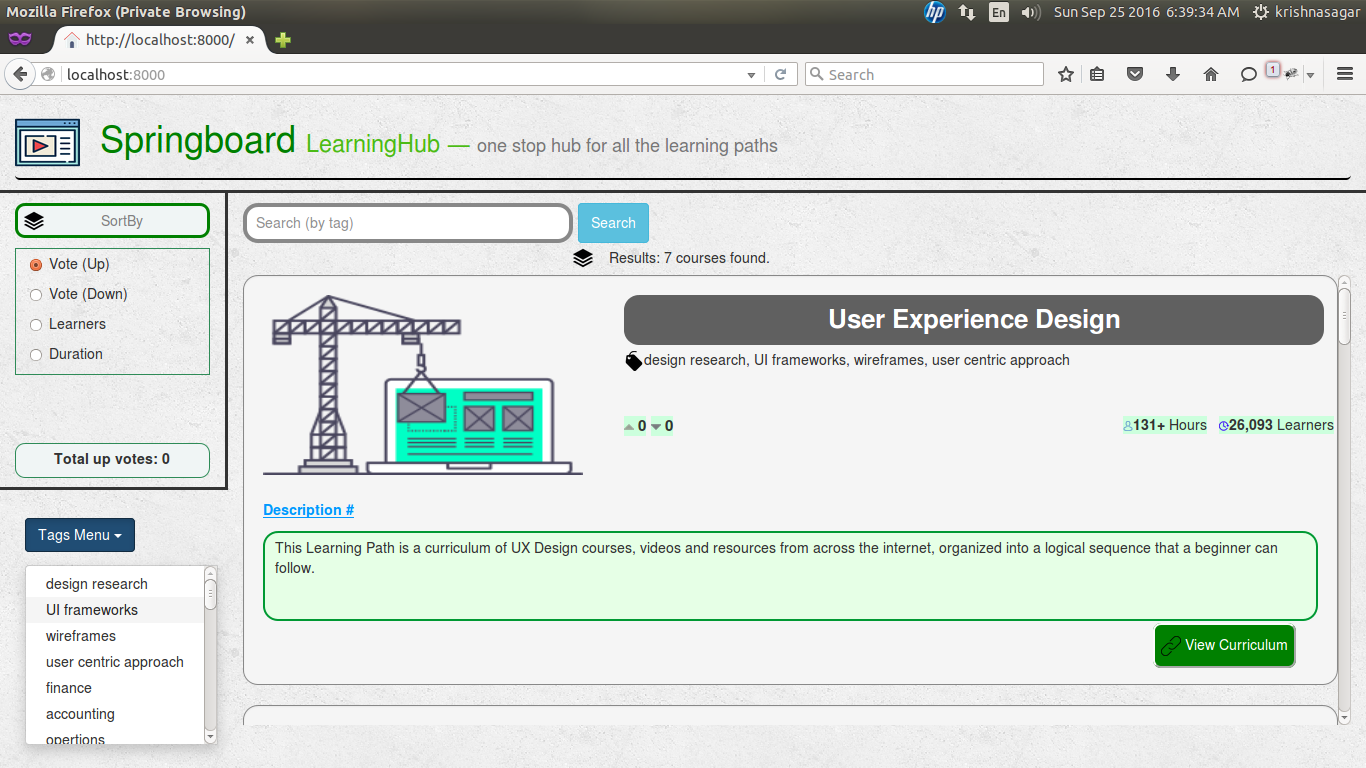 Mozilla Firefox (Private Browsing)
hp En Sun Sep 25 2016 6:39:34 AM krishnasagar
http://localhost:8000/
localhost:8000
Search
1
Springboard LearningHub — one stop hub for all the learning paths
SortBy
Vote (Up)
Vote (Down)
Learners
Duration
Total up votes: 0
Tags Menu
design research
UI frameworks
wireframes
user centric approach
finance
accounting
opertions
Search (by tag)
Search
Results: 7 courses found.
User Experience Design
design research, UI frameworks, wireframes, user centric approach
0 0
131+ Hours 26,093 Learners
Description #
This Learning Path is a curriculum of UX Design courses, videos and resources from across the internet, organized into a logical sequence that a beginner can
follow.
View Curriculum